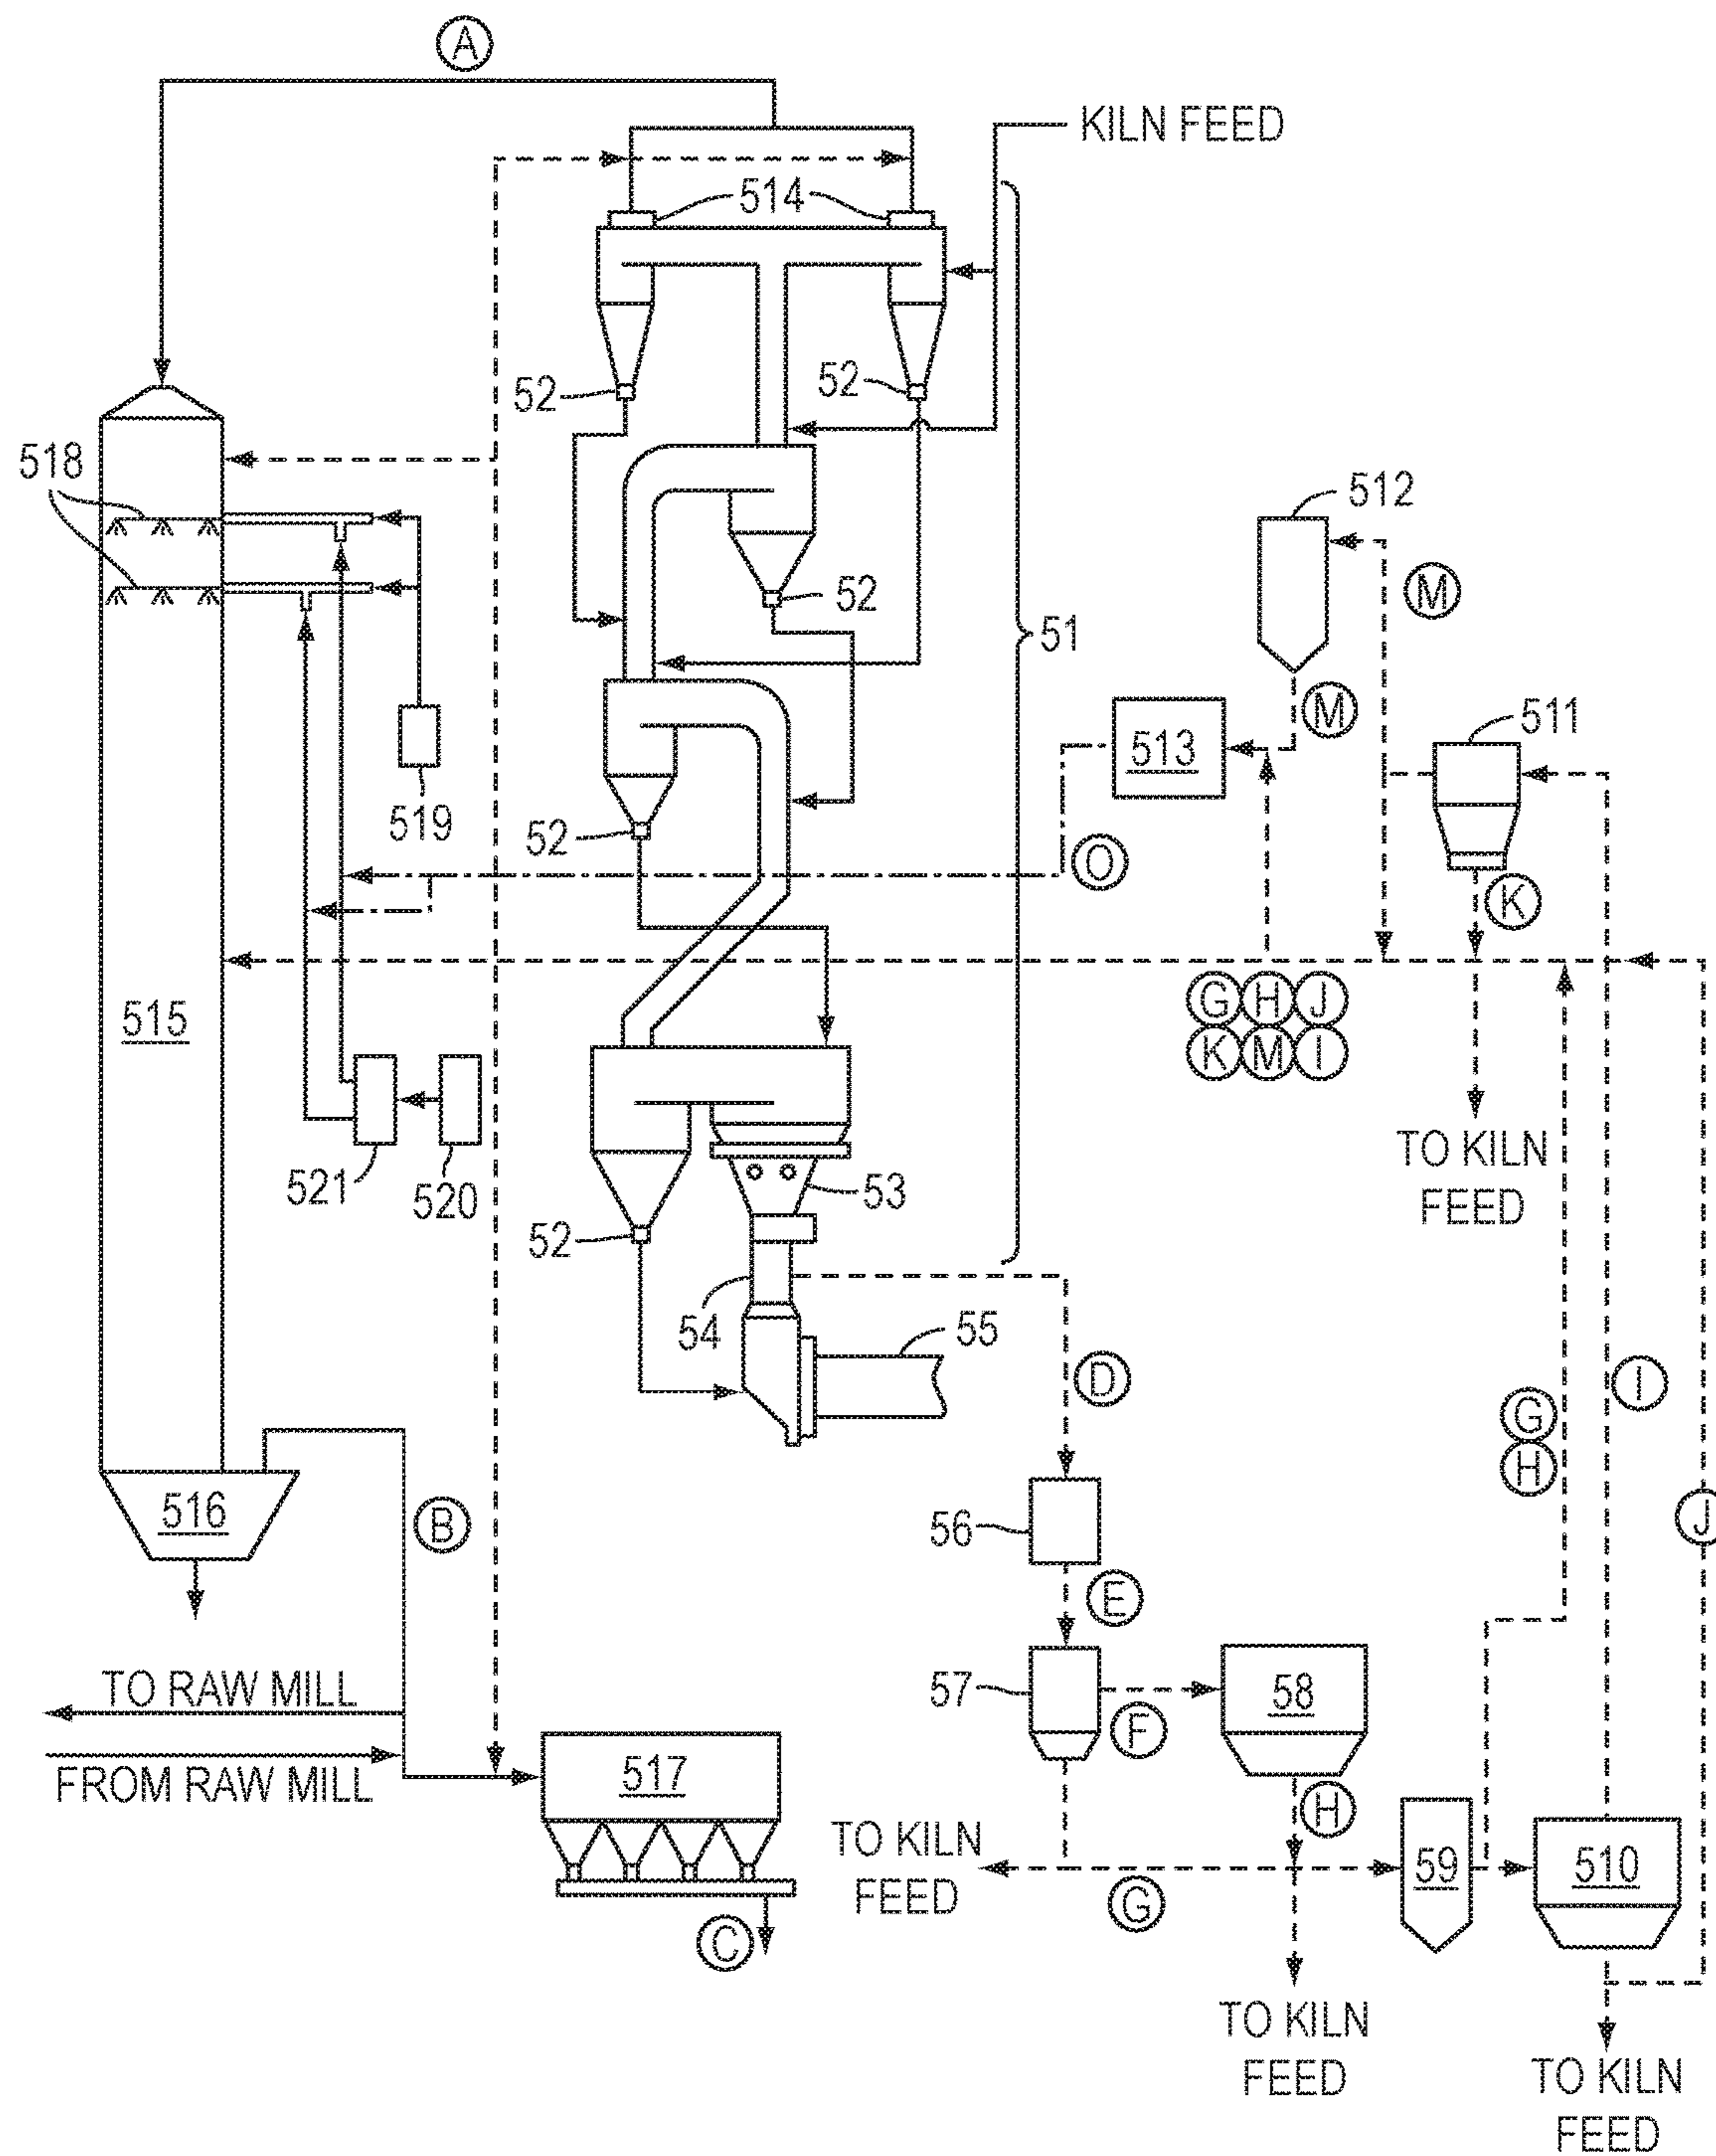 A
KILN FEED
514
52
52
518
512
M
52
51
M
511
513
519
52
O
K
515
G H J
K M I
TO KILN
FEED
53
521
520
52
54
55
D
I
G
H
516
B
56
J
E
TO RAW MILL
57
F
58
FROM RAW MILL
517
H
TO KILN
FEED
G
59
510
C
TO KILN
FEED
TO KILN
FEED